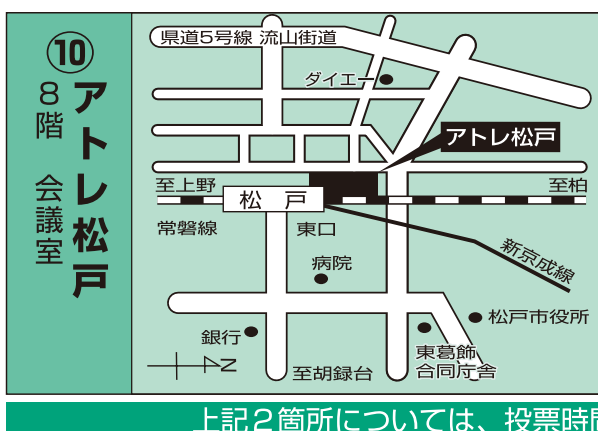 ⑩アトレ松戸
8階 会議室
県道5号線 流山街道
ダイエー
アトレ松戸
至上野
至柏
松戸
常磐線
東口
新京成線
病院
松戸市役所
銀行
東葛飾
合同庁舎
至胡録台
N
上記2箇所については、投票時間